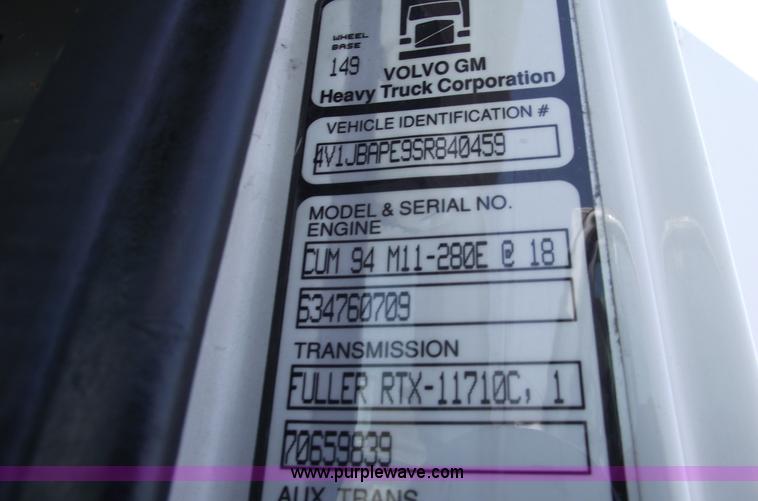 WHEEL
BASE
149 VOLVO GM
Heavy Truck Corporation
VEHICLE IDENTIFICATION #
4V1JBAPE9SR840459
MODEL & SERIAL NO.
ENGINE
CUM 94 M11-280E @ 18
634760709
TRANSMISSION
FULLER RTX-11710C, 1
70659839
www.purplewave.com
AUX. TRANS.